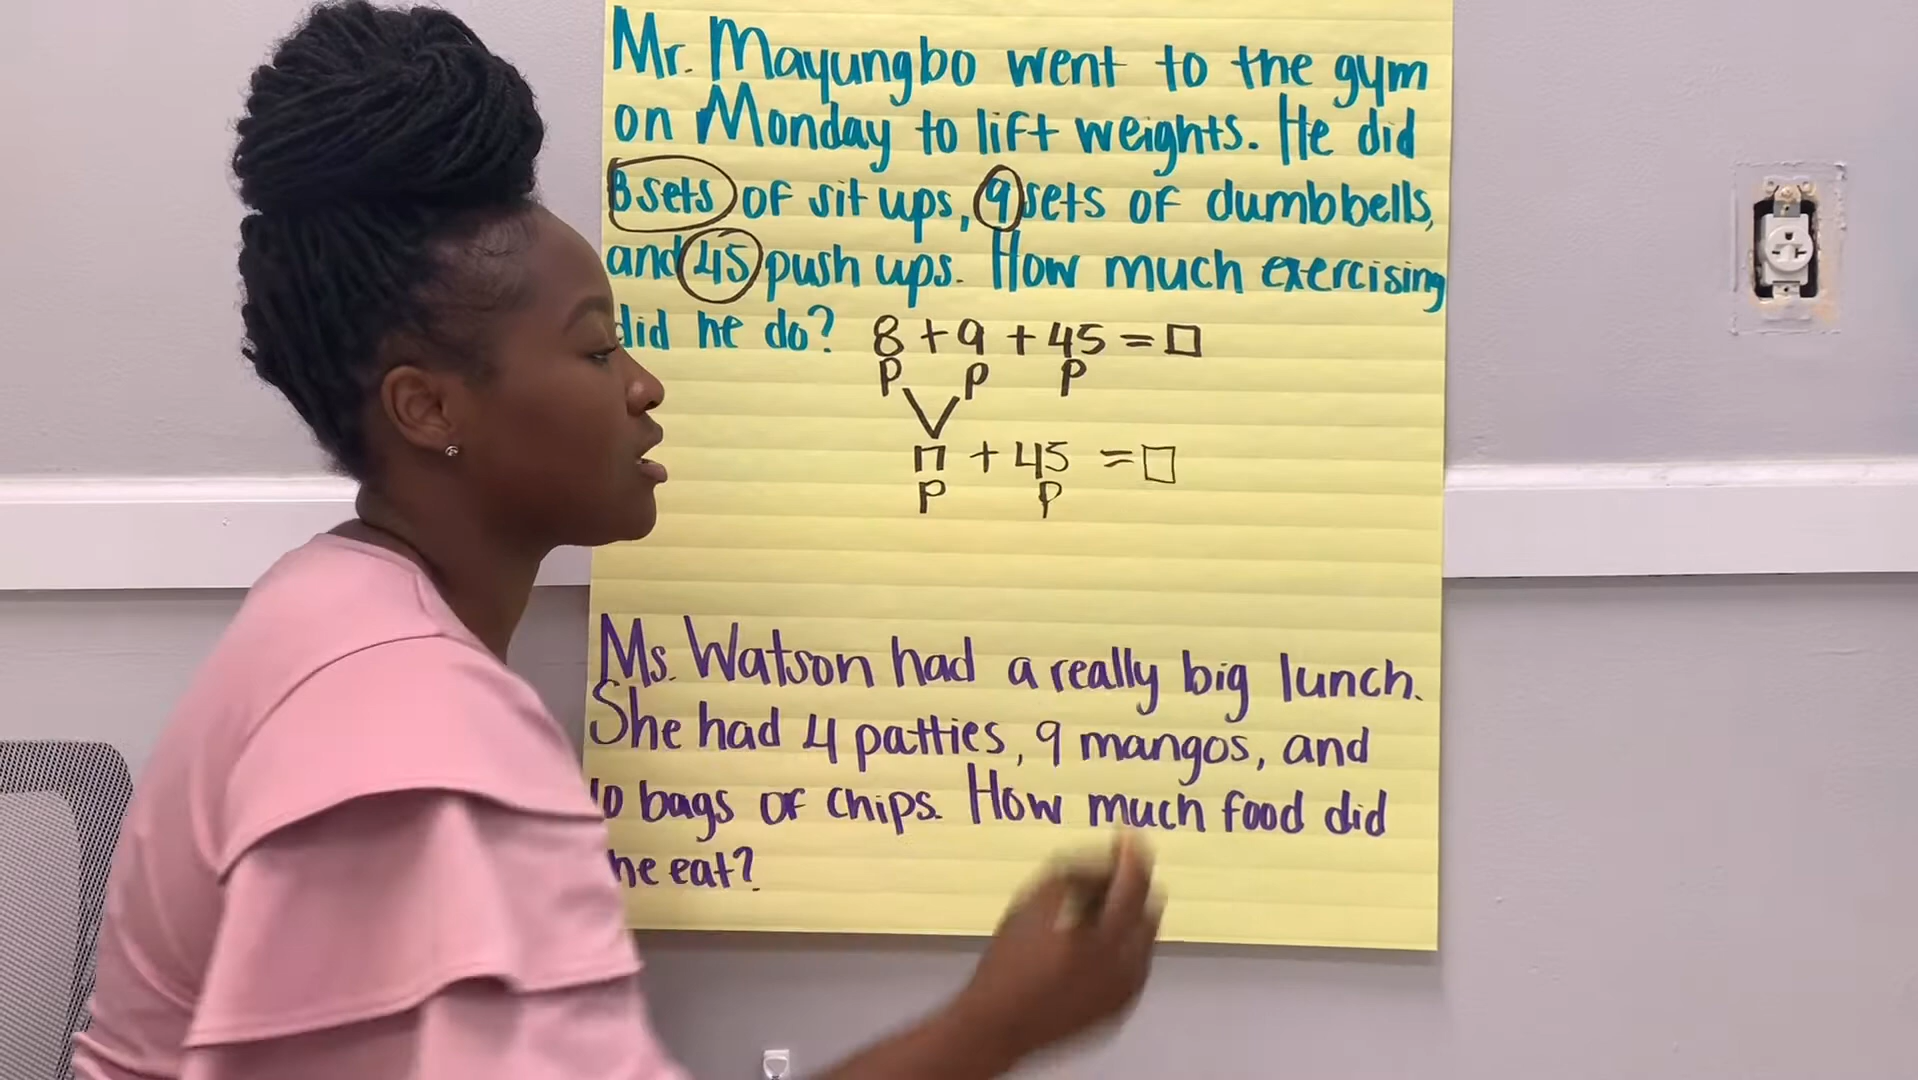 Mr. Mayungbo went to the gym
on Monday to lift weights. He did
8 sets of sit ups, 9 sets of dumbbells,
and 45 push ups. How much exercising
did he do? 8 + 9 + 45 = □
P P P
17 + 45 = □
P P
Ms. Watson had a really big lunch.
She had 4 patties, 9 mangos, and
10 bags of chips. How much food did
he eat?